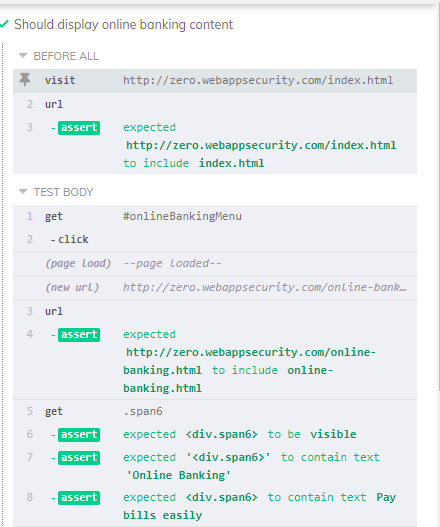 Should display online banking content
BEFORE ALL
visit http://zero.webappsecurity.com/index.html
2 url
3 -assert expected
http://zero.webappsecurity.com/index.html
to include index.html
TEST BODY
1 get #onlineBankingMenu
2 -click
(page load) --page loaded--
(new url) http://zero.webappsecurity.com/online-bank…
3 url
4 -assert expected
http://zero.webappsecurity.com/online-
banking.html to include online-
banking.html
5 get .span6
6 -assert expected <div.span6> to be visible
7 -assert expected '<div.span6>' to contain text
'Online Banking'
8 -assert expected <div.span6> to contain text Pay
bills easily